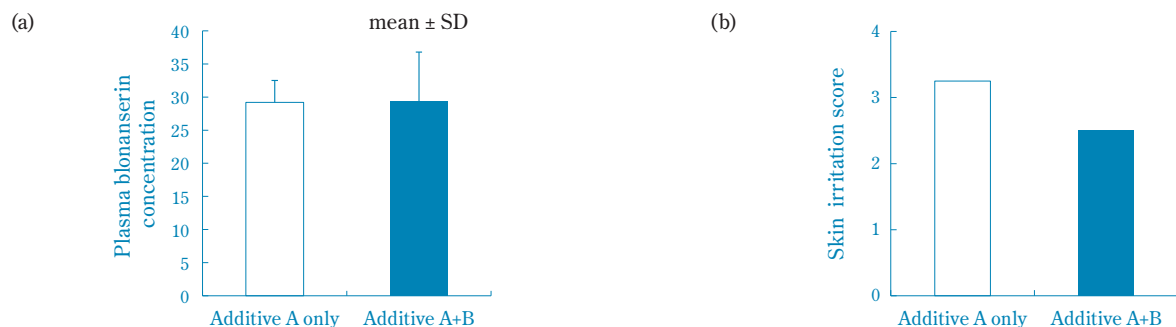 (a)
mean ± SD
Plasma blonanserin
concentration
40
35
30
25
20
15
10
5
0
Additive A only
Additive A+B
(b)
Skin irritation score
4
3
2
1
0
Additive A only
Additive A+B